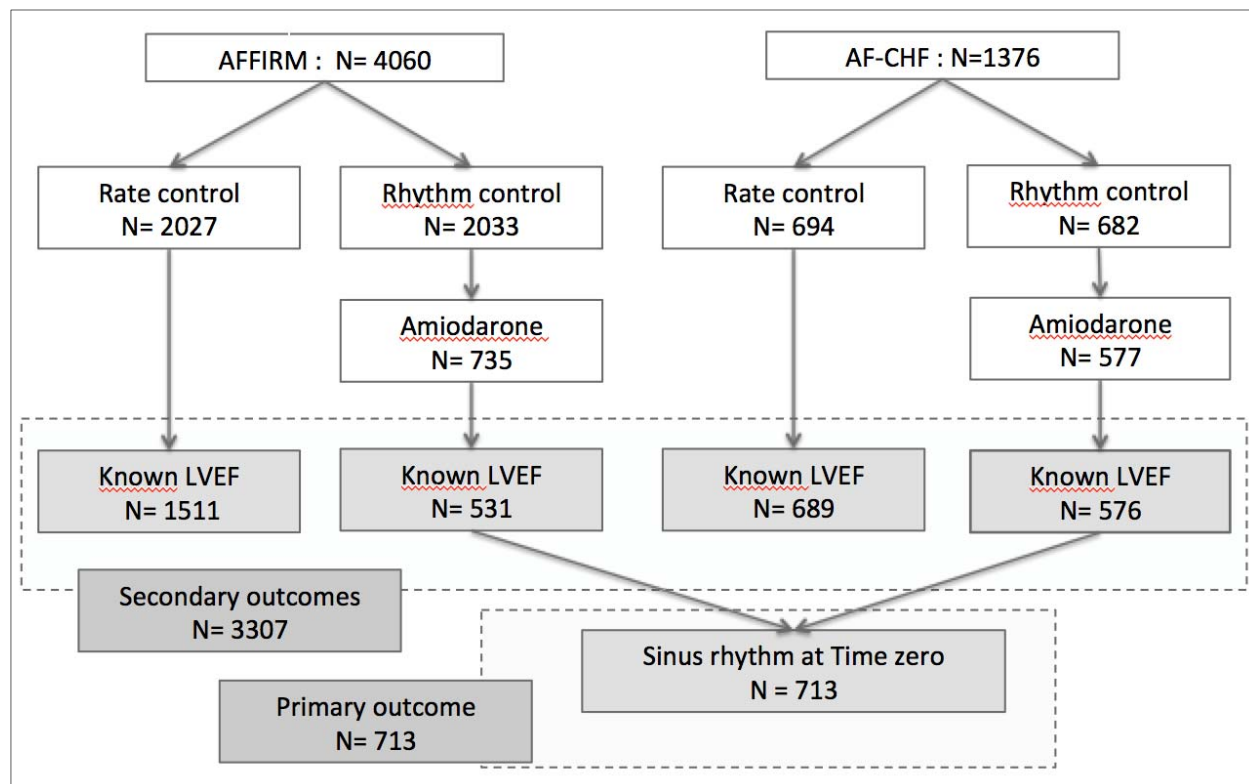 AFFIRM : N= 4060
AF-CHF : N=1376
Rate control
N= 2027
Rhythm control
N= 2033
Rate control
N= 694
Rhythm control
N= 682
Amiodarone
N= 735
Amiodarone
N= 577
Known LVEF
N= 1511
Known LVEF
N= 531
Known LVEF
N= 689
Known LVEF
N= 576
Secondary outcomes
N= 3307
Sinus rhythm at Time zero
N = 713
Primary outcome
N= 713